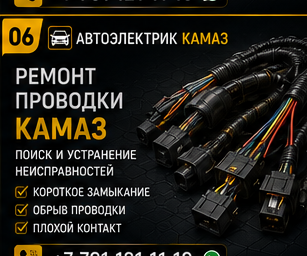 06 АВТОЭЛЕКТРИК КАМАЗ
РЕМОНТ
ПРОВОДКИ
КАМАЗ
ПОИСК И УСТРАНЕНИЕ
НЕИСПРАВНОСТЕЙ
КОРОТКОЕ ЗАМЫКАНИЕ
ОБРЫВ ПРОВОДКИ
ПЛОХОЙ КОНТАКТ